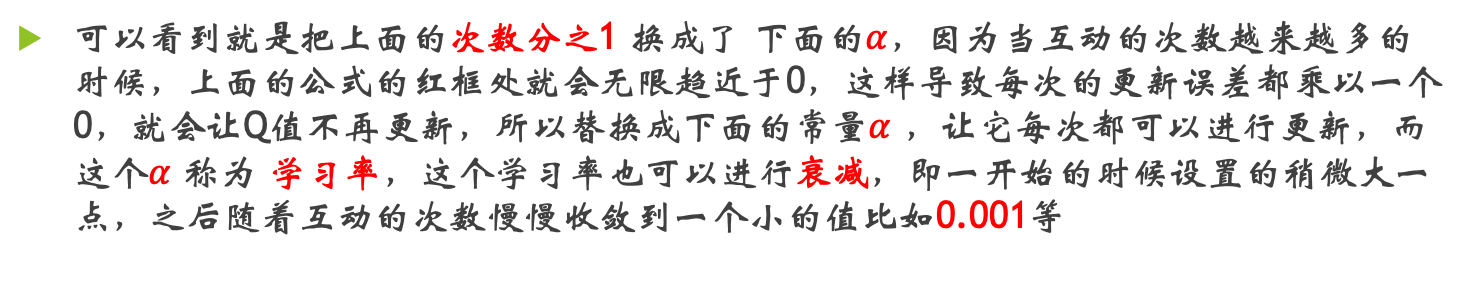 可以看到就是把上面的次数分之1 换成了 下面的α，因为当互动的次数越来越多的
时候，上面的公式的红框处就会无限趋近于0，这样导致每次的更新误差都乘以一个
0，就会让Q值不再更新，所以替换成下面的常量α ，让它每次都可以进行更新，而
这个α 称为 学习率，这个学习率也可以进行衰减，即一开始的时候设置的稍微大一
点，之后随着互动的次数慢慢收敛到一个小的值比如0.001等